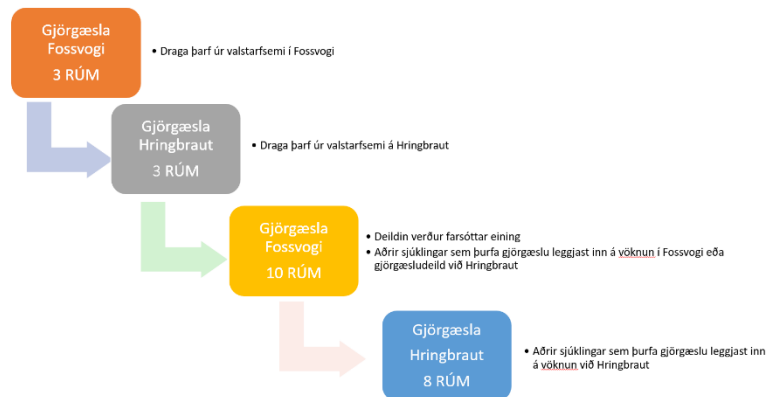 Gjörgæsla
Fossvogi
3 RÚM
• Draga þarf úr valstarfsemi í Fossvogi
Gjörgæsla
Hringbraut
3 RÚM
• Draga þarf úr valstarfsemi á Hringbraut
Gjörgæsla
Fossvogi
10 RÚM
• Deildin verður farsóttar eining
• Aðrir sjúklingar sem þurfa gjörgæslu leggjast inn á vöknun í Fossvogi eða
gjörgæsludeild við Hringbraut
Gjörgæsla
Hringbraut
8 RÚM
• Aðrir sjúklingar sem þurfa gjörgæslu leggjast inn
á vöknun við Hringbraut